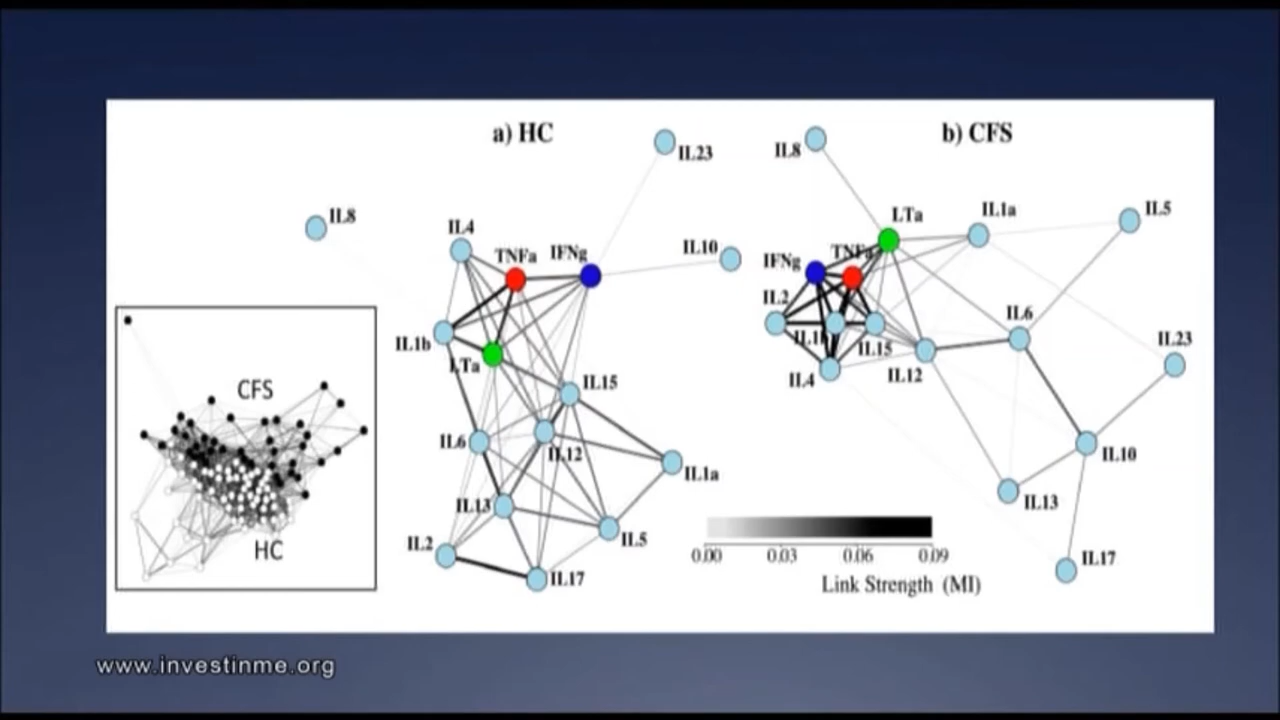 a) HC
b) CFS
IL23
IL8
IL8
IL4
TNFa
IFNg
IL10
IL1b
LTa
IL15
IL6
IL12
IL1a
IL13
IL5
IL2
IL17
CFS
HC
LTa
IL1a
IL5
IFNg
TNFa
IL2
IL1b
IL15
IL6
IL23
IL4
IL12
IL10
IL13
IL17
0.00 0.03 0.06 0.09
Link Strength (MI)
www.investinme.org